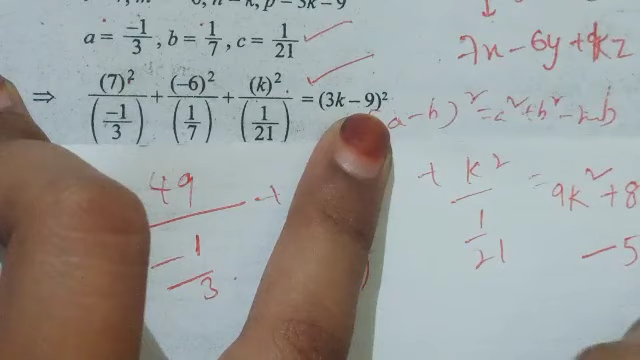 a = -1/3, b = 1/7, c = 1/21
7x - 6y + 9kz
⇒ (7)²/(-1/3) + (-6)²/(1/7) + (k)²/(1/21) = (3k - 9)²
a - b)² = a² + b² - 2ab
49/(-1/3) +
+ k²/(1/21) = 9k² + 8
- 5